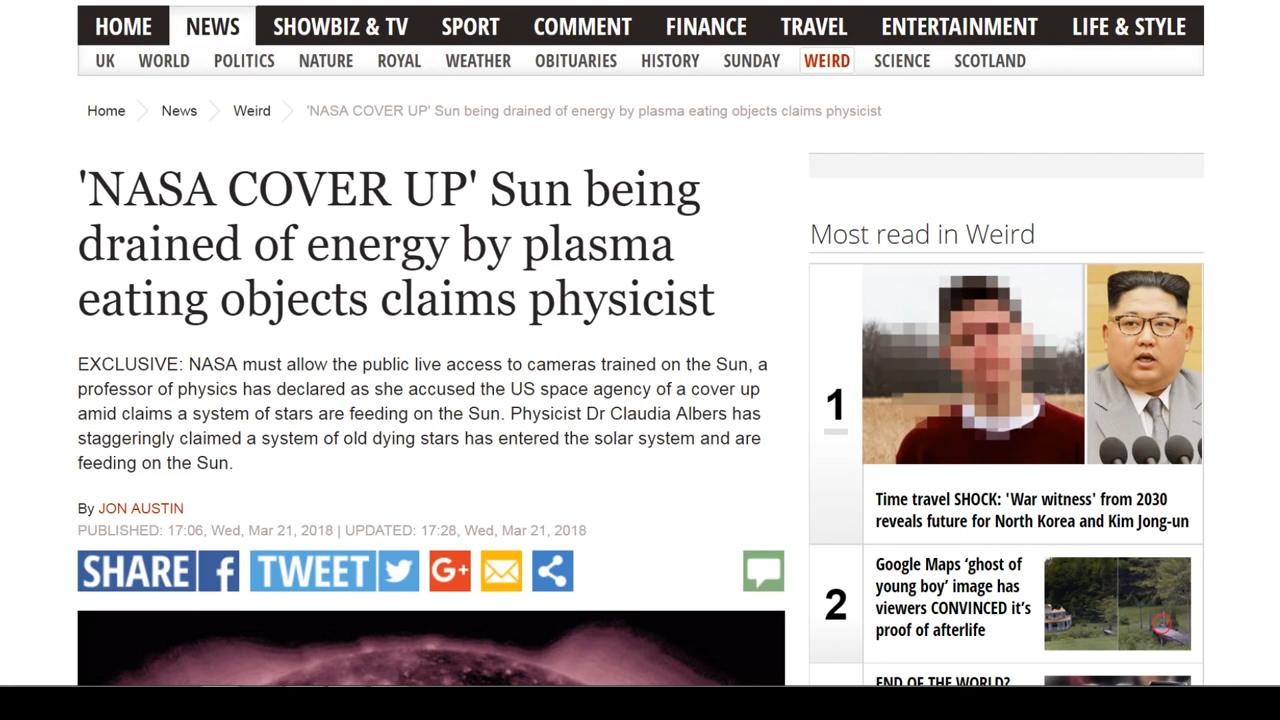 HOME NEWS SHOWBIZ & TV SPORT COMMENT FINANCE TRAVEL ENTERTAINMENT LIFE & STYLE
UK WORLD POLITICS NATURE ROYAL WEATHER OBITUARIES HISTORY SUNDAY WEIRD SCIENCE SCOTLAND
Home News Weird 'NASA COVER UP' Sun being drained of energy by plasma eating objects claims physicist
'NASA COVER UP' Sun being
drained of energy by plasma
eating objects claims physicist
EXCLUSIVE: NASA must allow the public live access to cameras trained on the Sun, a
professor of physics has declared as she accused the US space agency of a cover up
amid claims a system of stars are feeding on the Sun. Physicist Dr Claudia Albers has
staggeringly claimed a system of old dying stars has entered the solar system and are
feeding on the Sun.
By JON AUSTIN
PUBLISHED: 17:06, Wed, Mar 21, 2018 | UPDATED: 17:28, Wed, Mar 21, 2018
SHARE f TWEET G+
Most read in Weird
1
Time travel SHOCK: 'War witness' from 2030
reveals future for North Korea and Kim Jong-un
2
Google Maps ‘ghost of
young boy’ image has
viewers CONVINCED it’s
proof of afterlife
END OF THE WORLD?